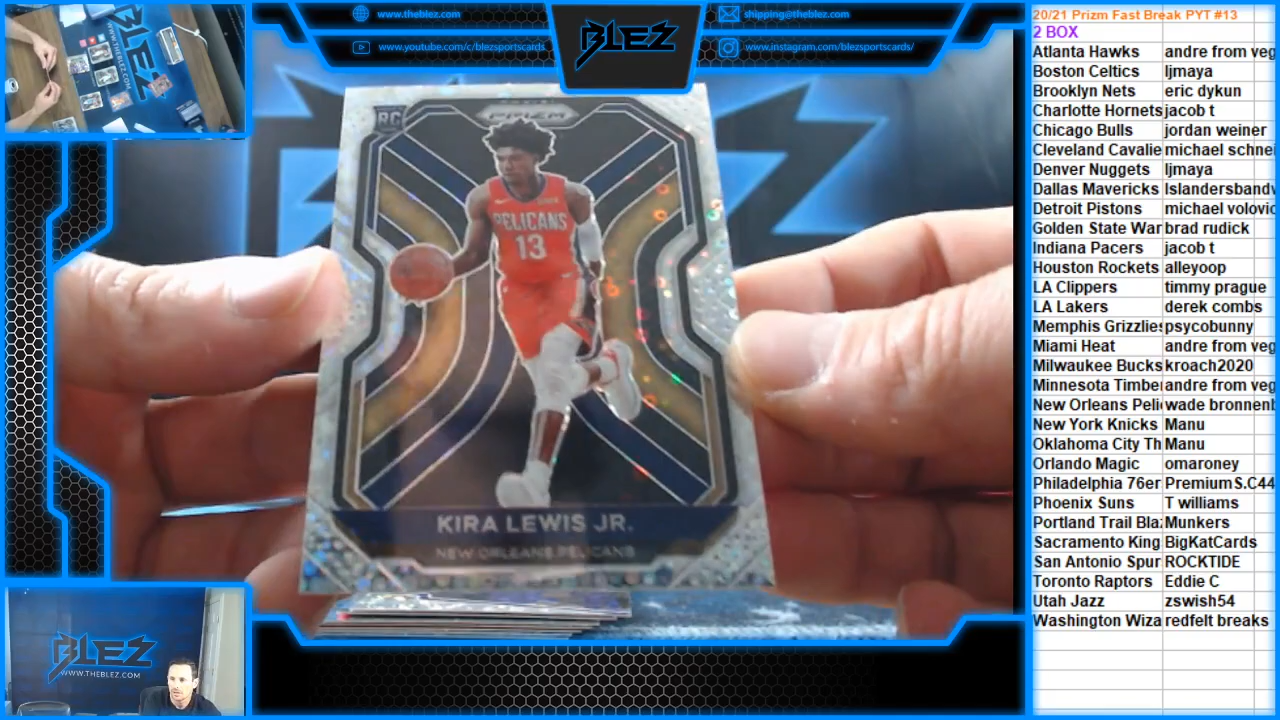 www.theblez.com
shipping@theblez.com
www.youtube.com/c/blezsportscards
www.instagram.com/blezsportscards/
BLEZ
RC
PRIZM
PELICANS
13
KIRA LEWIS JR.
NEW ORLEANS PELICANS
BLEZ
WWW.THEBLEZ.COM
20/21 Prizm Fast Break PYT #13
2 BOX
Atlanta Hawks andre from veg
Boston Celtics ljmaya
Brooklyn Nets eric dykun
Charlotte Hornets jacob t
Chicago Bulls jordan weiner
Cleveland Cavalie michael schnei
Denver Nuggets ljmaya
Dallas Mavericks Islandersbandw
Detroit Pistons michael volovic
Golden State War brad rudick
Indiana Pacers jacob t
Houston Rockets alleyoop
LA Clippers timmy prague
LA Lakers derek combs
Memphis Grizzlies psycobunny
Miami Heat andre from veg
Milwaukee Bucks kroach2020
Minnesota Timbe andre from veg
New Orleans Peli wade bronnenb
New York Knicks Manu
Oklahoma City Th Manu
Orlando Magic omaroney
Philadelphia 76er PremiumS.C44
Phoenix Suns T williams
Portland Trail Bla Munkers
Sacramento King BigKatCards
San Antonio Spur ROCKTIDE
Toronto Raptors Eddie C
Utah Jazz zswish54
Washington Wiza redfelt breaks